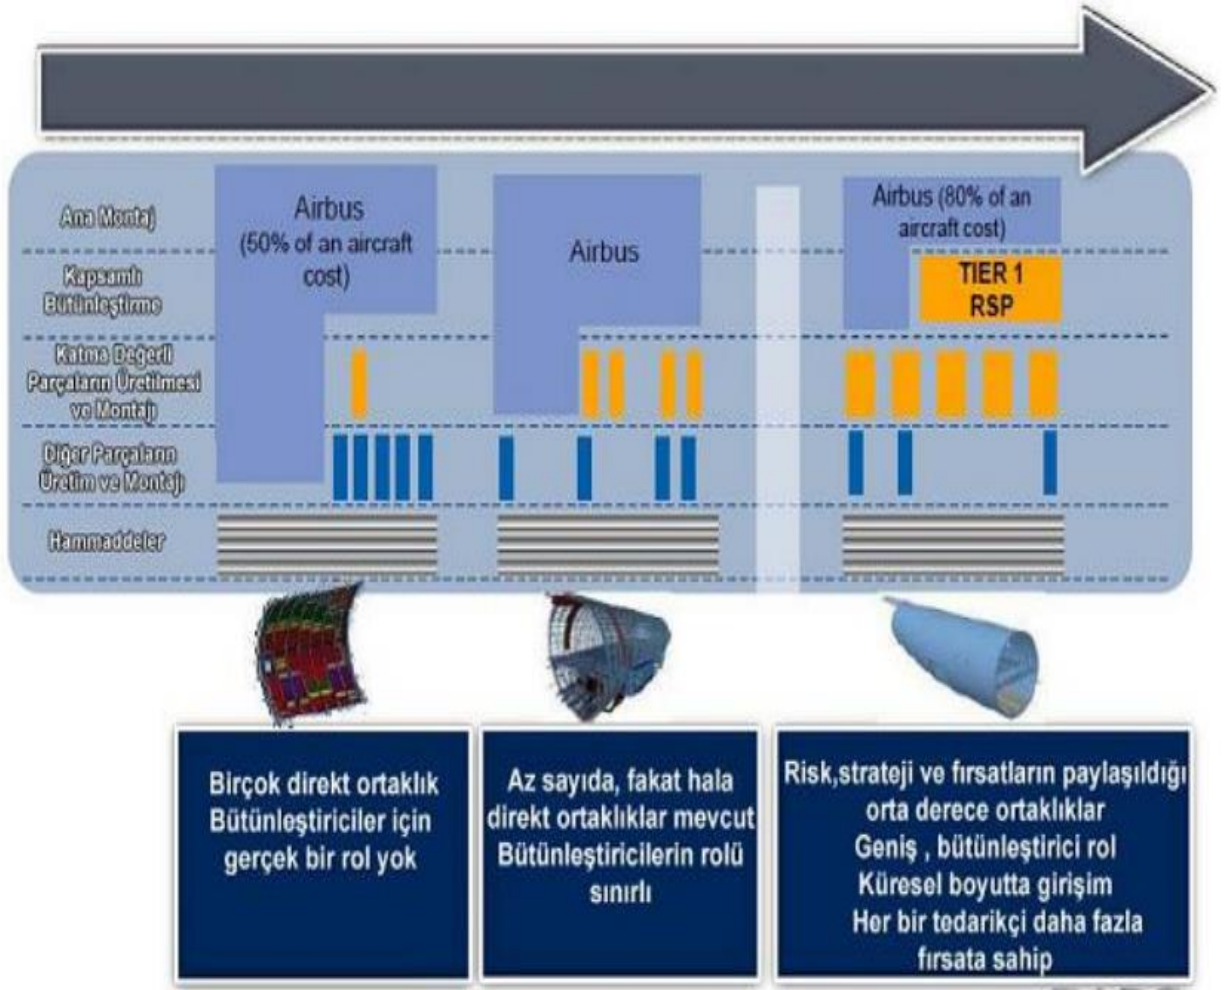 Ana Montaj
Kapsamlı
Bütünleştirme
Katma Değerli
Parçaların Üretilmesi
ve Montajı
Diğer Parçaların
Üretim ve Montajı
Hammaddeler
Airbus
(50% of an aircraft
cost)
Airbus
Airbus (80% of an
aircraft cost)
TIER 1
RSP
Birçok direkt ortaklık
Bütünleştiriciler için
gerçek bir rol yok
Az sayıda, fakat hala
direkt ortaklıklar mevcut
Bütünleştiricilerin rolü
sınırlı
Risk,strateji ve fırsatların paylaşıldığı
orta derece ortaklıklar
Geniş , bütünleştirici rol
Küresel boyutta girişim
Her bir tedarikçi daha fazla
fırsata sahip